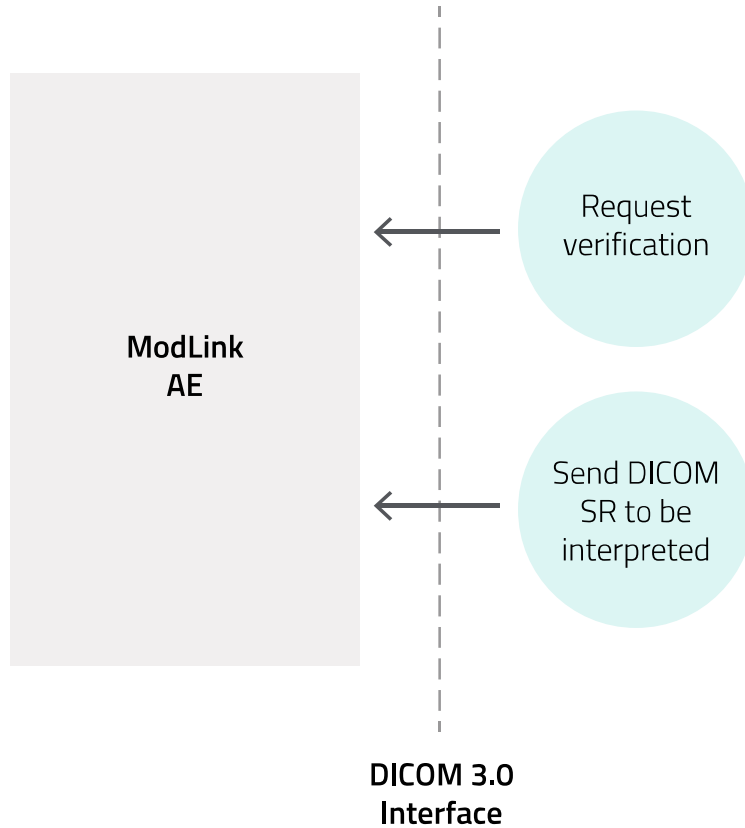 Request
verification
ModLink
AE
Send DICOM
SR to be
interpreted
DICOM 3.0
Interface